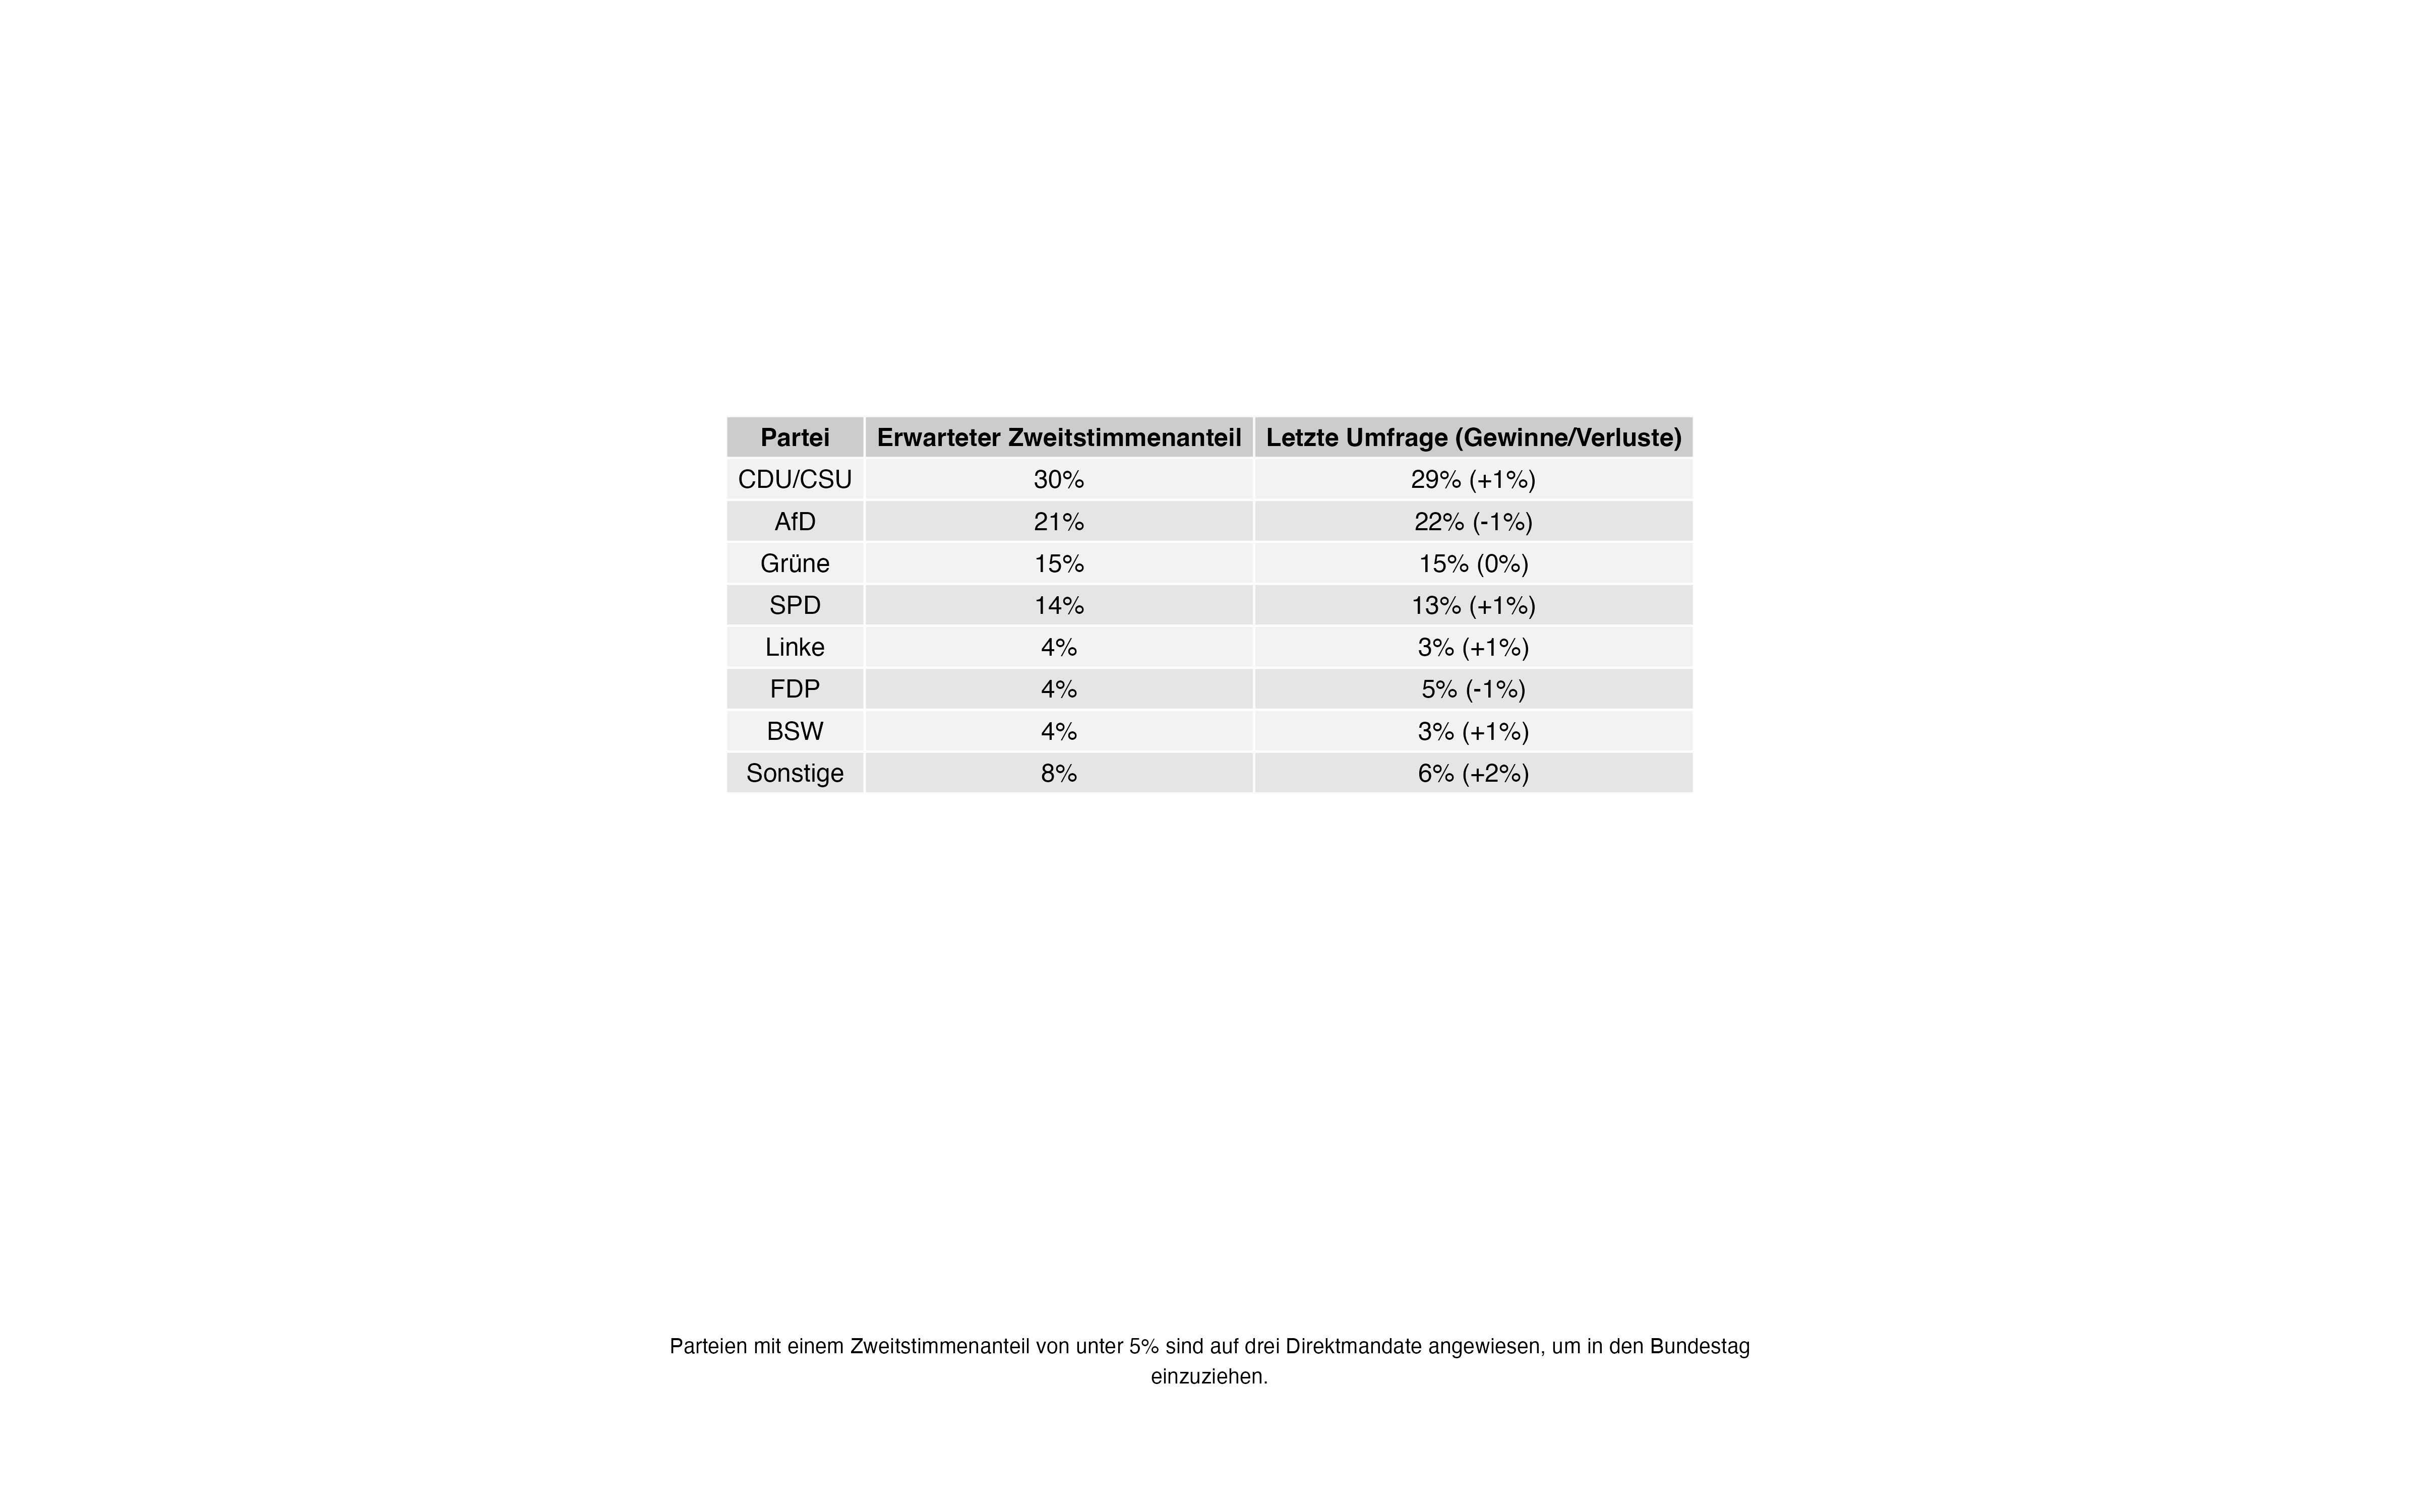 Partei Erwarteter Zweitstimmenanteil Letzte Umfrage (Gewinne/Verluste)
CDU/CSU 30% 29% (+1%)
AfD 21% 22% (-1%)
Grüne 15% 15% (0%)
SPD 14% 13% (+1%)
Linke 4% 3% (+1%)
FDP 4% 5% (-1%)
BSW 4% 3% (+1%)
Sonstige 8% 6% (+2%)
Parteien mit einem Zweitstimmenanteil von unter 5% sind auf drei Direktmandate angewiesen, um in den Bundestag
einzuziehen.